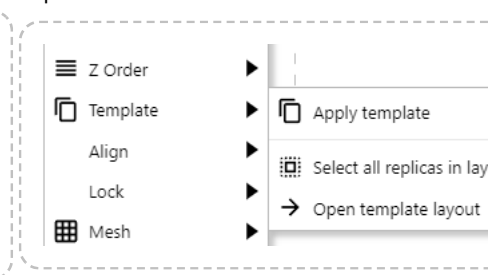 Z Order
Template
Apply template
Align
Select all replicas in lay
Lock
Open template layout
Mesh